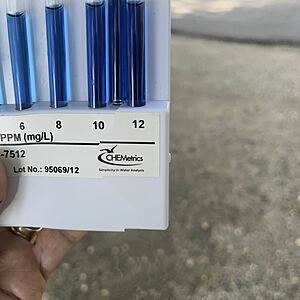 6 8 10 12
PPM (mg/L)
-7512
CHEMetrics
Lot No.: 95069/12
Simplicity in Water Analysis